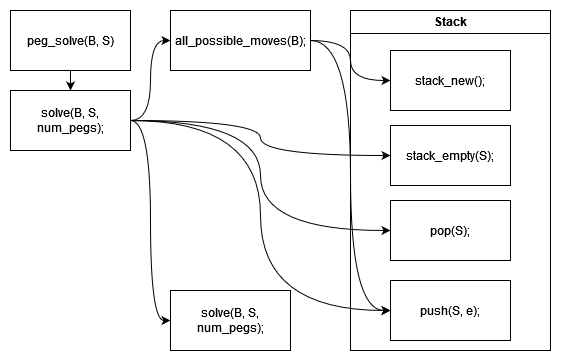 peg_solve(B, S)
solve(B, S,
num_pegs);
all_possible_moves(B);
Stack
stack_new();
stack_empty(S);
pop(S);
push(S, e);
solve(B, S,
num_pegs);